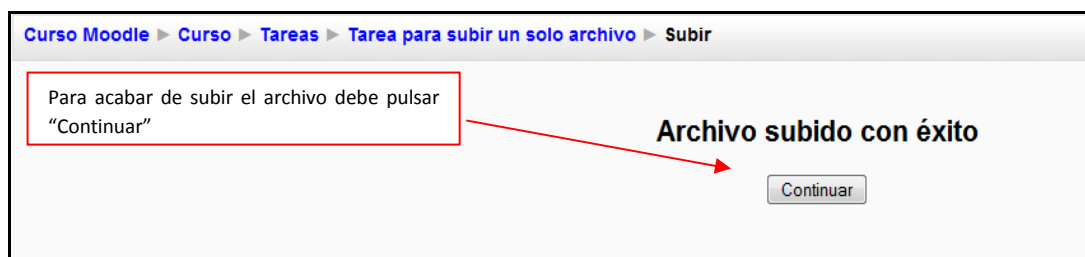 Curso Moodle ► Curso ► Tareas ► Tarea para subir un solo archivo ► Subir
Para acabar de subir el archivo debe pulsar
“Continuar”
Archivo subido con éxito
Continuar